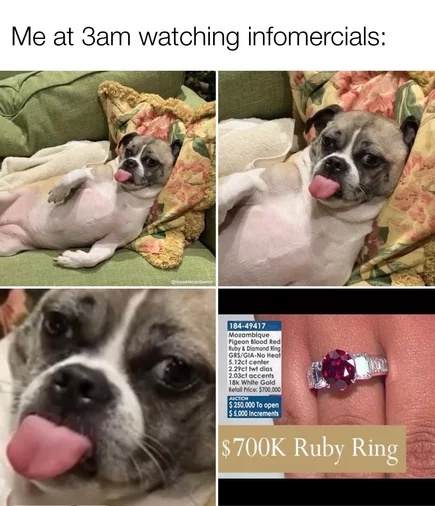 Me at 3am watching infomercials:
184-49417
Mozambique
Pigeon Blood Red
Ruby & Diamond Ring
GRS/GIA-No Heat
5.12ct center
2.29ct twt dias
2.03ct accents
18k White Gold
Retail Price: $700,000
AUCTION
$250,000 To open
$5,000 Increments
$700K Ruby Ring